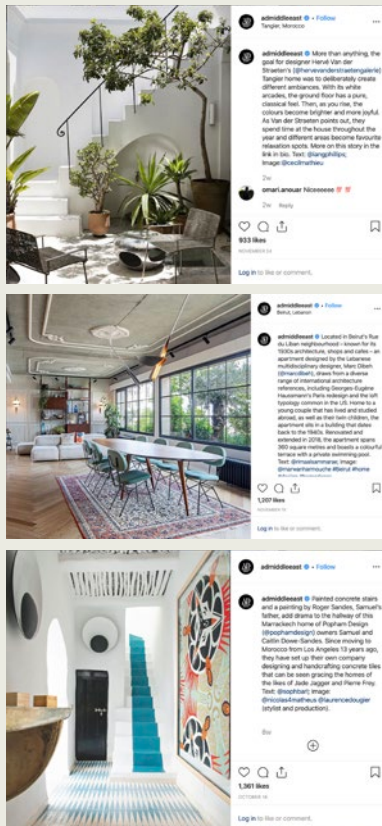 admiddleeast • Follow
Tangier, Morocco
admiddleeast More than anything, the
goal for designer Hervé Van der
Straeten's (@hervevanderstraetengalerie)
Tangier home was to deliberately create
different ambiances. With its white
arcades, the ground floor has a pure,
classical feel. Then, as you rise, the
colours become brighter and more joyful.
As Van der Straeten points out, they
spend time at the house throughout the
year and different areas become favourite
relaxation spots. More on this story in the
link in bio. Text: @iangphillips;
Image: @cecilmathieu
2w
omari.anouar Niceeeeee 💯 💯
2w Reply
933 likes
NOVEMBER 24
Log in to like or comment.
admiddleeast • Follow
Beirut, Lebanon
admiddleeast Located in Beirut's Rue
du Liban neighbourhood – known for its
1930s architecture, shops and cafes – an
apartment designed by the Lebanese
multidisciplinary designer, Marc Dibeh
(@marcdibeh), draws from a diverse
range of international architecture
references, including Georges-Eugène
Haussmann's Paris redesign and the loft
typology common in the US. Home to a
young couple that has lived and studied
abroad, as well as their twin children, the
apartment sits in a building that dates
back to the 1940s. Renovated and
extended in 2018, the apartment spans
360 square metres and boasts a colourful
terrace with a private swimming pool.
Text: Image:
#beirut #home
1,207 likes
Log in to like or comment.
admiddleeast • Follow
admiddleeast Painted concrete stairs
and a painting by Roger Sandes, Samuel's
father, add drama to the hallway of this
Marrackech home of Popham Design
(@pophamdesign) owners Samuel and
Caitlin Dowe-Sandes. Since moving to
Morocco from Los Angeles 13 years ago,
they have set up their own company
designing and handcrafting concrete tiles
that can be seen gracing the homes of
the likes of Jade Jagger and Pierre Frey.
Text: @sophbart; Image:
@nicolas4matheus @laurencedougier
(stylist and production).
8w
1,361 likes
OCTOBER 16
Log in to like or comment.